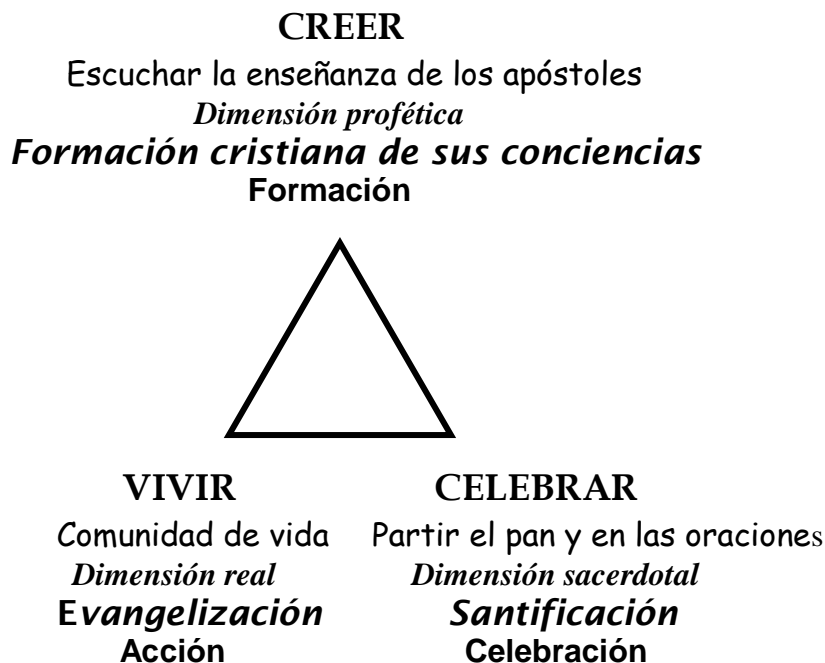 CREER
Escuchar la enseñanza de los apóstoles
Dimensión profética
Formación cristiana de sus conciencias
Formación
VIVIR
Comunidad de vida
Dimensión real
Evangelización
Acción
CELEBRAR
Partir el pan y en las oraciones
Dimensión sacerdotal
Santificación
Celebración